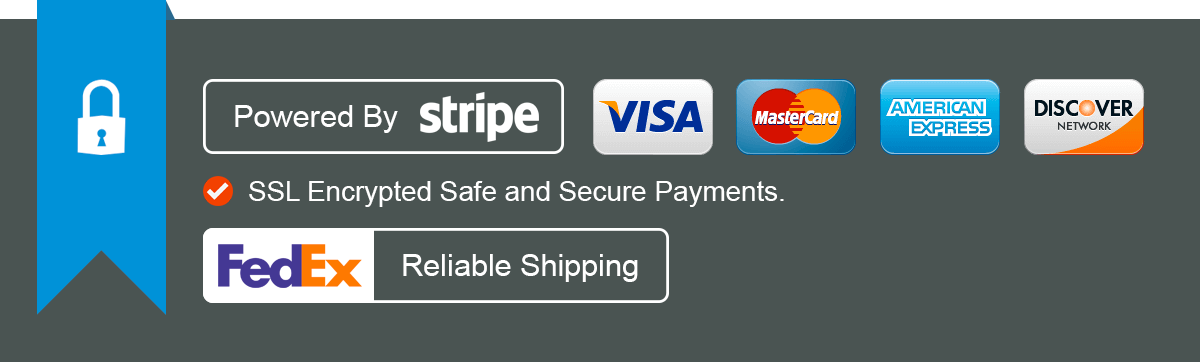 Powered By stripe
VISA
MasterCard
AMERICAN
EXPRESS
DISCOVER
NETWORK
SSL Encrypted Safe and Secure Payments.
FedEx Reliable Shipping